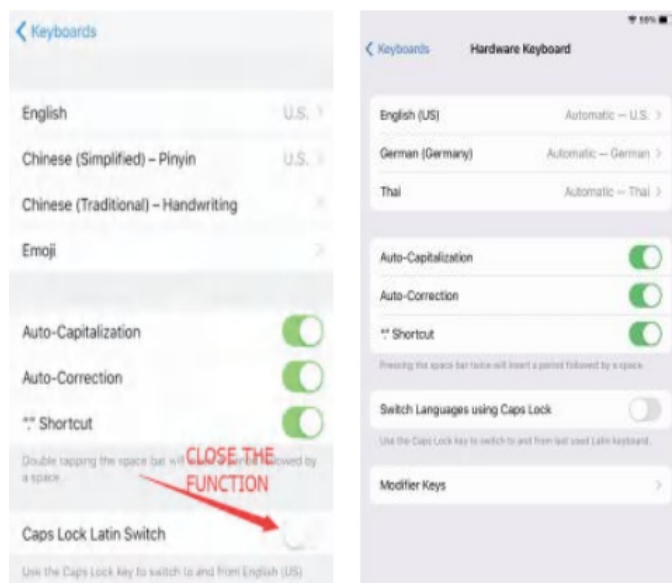 Keyboards
English U.S.
Chinese (Simplified) – Pinyin U.S.
Chinese (Traditional) – Handwriting
Emoji
Auto-Capitalization
Auto-Correction
"." Shortcut
Double tapping the space bar will followed by
a space.
CLOSE THE
FUNCTION
Caps Lock Latin Switch
Use the Caps Lock key to switch to and from English (US)
Keyboards Hardware Keyboard
English (US) Automatic — U.S.
German (Germany) Automatic — German
Thai Automatic — Thai
Auto-Capitalization
Auto-Correction
"." Shortcut
Pressing the space bar twice will insert a period followed by a space.
Switch Languages using Caps Lock
Use the Caps Lock key to switch to and from last used Latin keyboard.
Modifier Keys